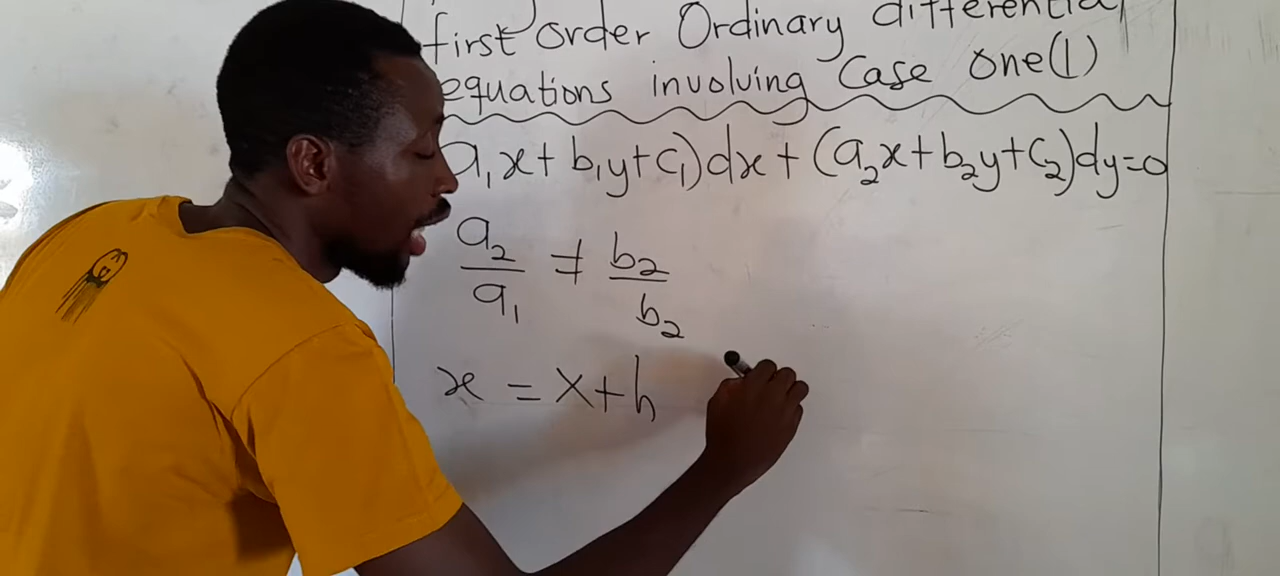 first order Ordinary differential
equations involving Case One(1)
a₁x + b₁y + c₁)dx + (a₂x + b₂y + c₂)dy = 0
a₂/a₁ ≠ b₂/b₂
x = X + h